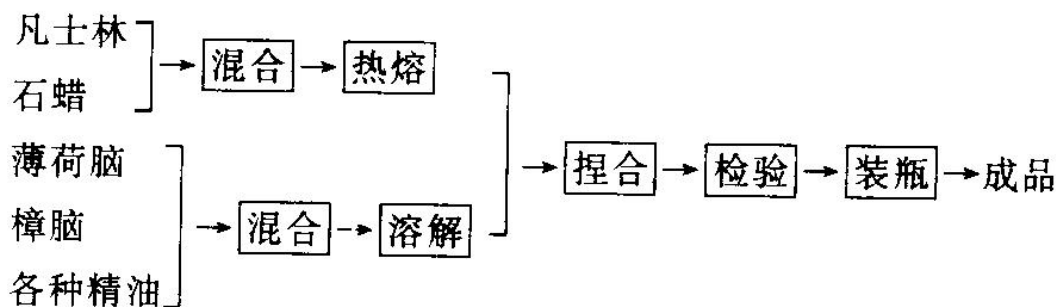 凡士林
石蜡
混合
热熔
薄荷脑
樟脑
各种精油
混合
溶解
捏合
检验
装瓶
成品